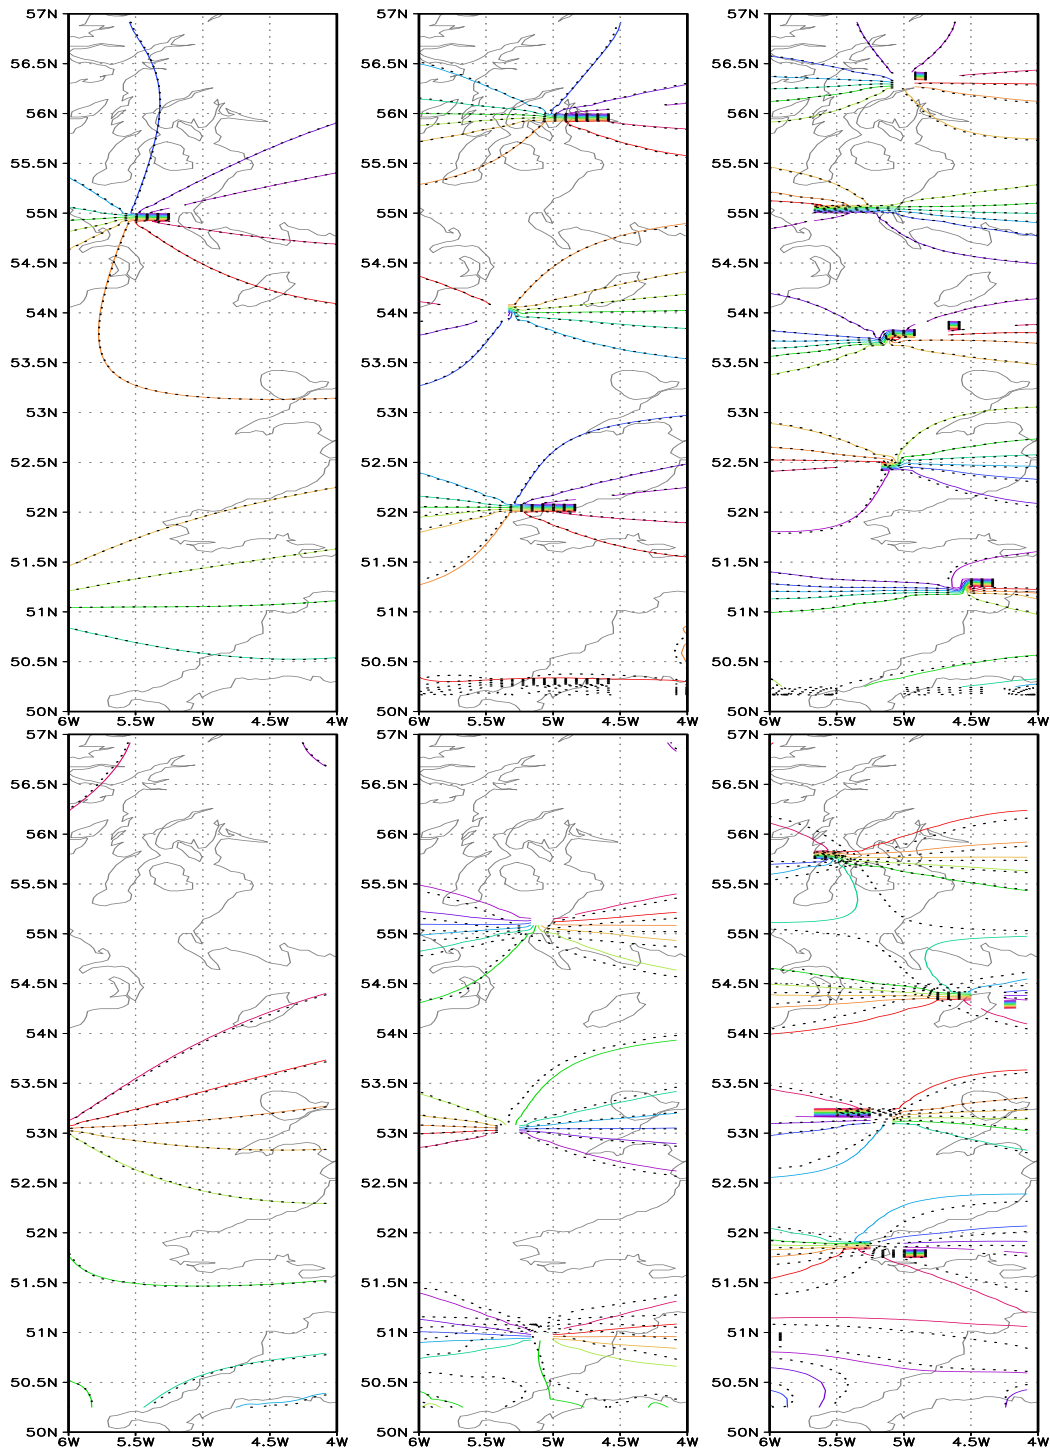 57N 57N 57N
56.5N 56.5N 56.5N
56N 56N 56N
55.5N 55.5N 55.5N
55N 55N 55N
54.5N 54.5N 54.5N
54N 54N 54N
53.5N 53.5N 53.5N
53N 53N 53N
52.5N 52.5N 52.5N
52N 52N 52N
51.5N 51.5N 51.5N
51N 51N 51N
50.5N 50.5N 50.5N
50N 50N 50N
6W 5.5W 5W 4.5W 4W 6W 5.5W 5W 4.5W 4W 6W 5.5W 5W 4.5W 4W
57N 57N 57N
56.5N 56.5N 56.5N
56N 56N 56N
55.5N 55.5N 55.5N
55N 55N 55N
54.5N 54.5N 54.5N
54N 54N 54N
53.5N 53.5N 53.5N
53N 53N 53N
52.5N 52.5N 52.5N
52N 52N 52N
51.5N 51.5N 51.5N
51N 51N 51N
50.5N 50.5N 50.5N
50N 50N 50N
6W 5.5W 5W 4.5W 4W 6W 5.5W 5W 4.5W 4W 6W 5.5W 5W 4.5W 4W